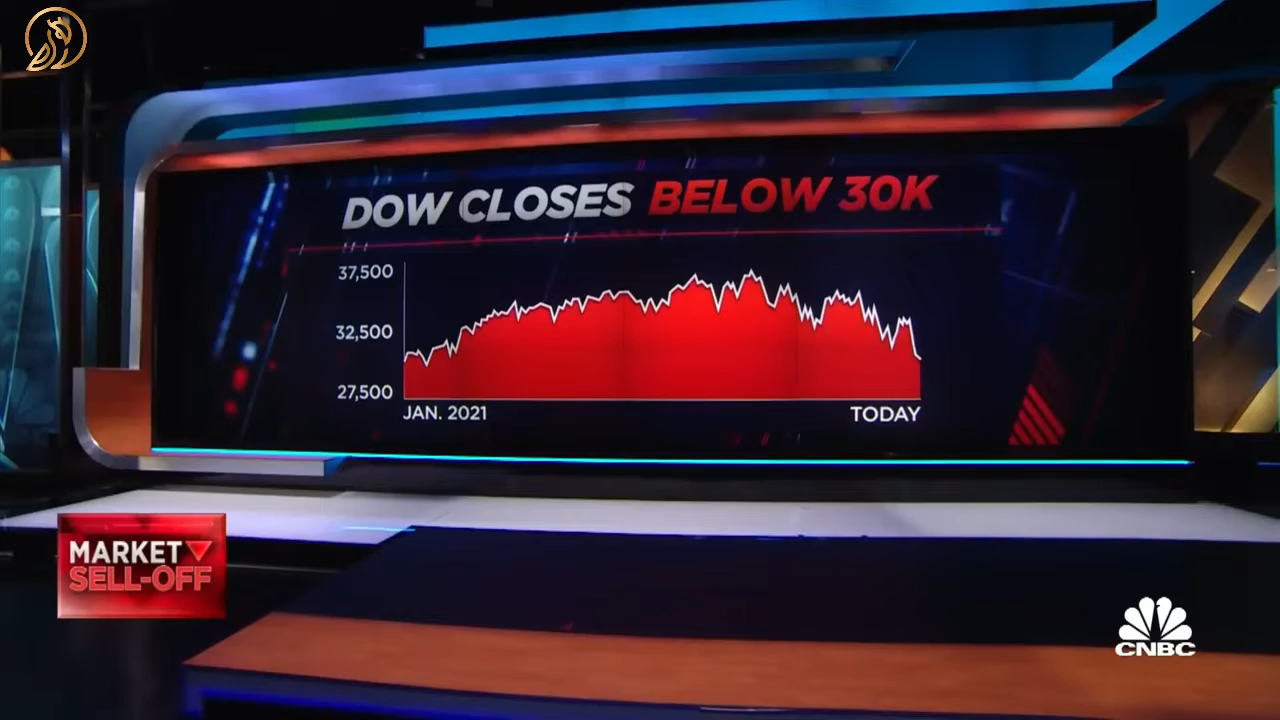 DOW CLOSES BELOW 30K
37,500
32,500
27,500
JAN. 2021
TODAY
MARKET
SELL-OFF
CNBC